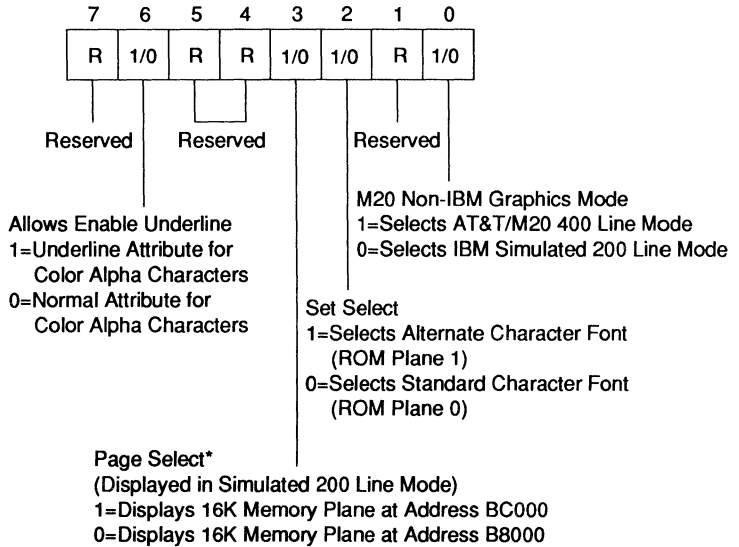 7 6 5 4 3 2 1 0
R 1/0 R R 1/0 1/0 R 1/0
Reserved Reserved Reserved
M20 Non-IBM Graphics Mode
1=Selects AT&T/M20 400 Line Mode
0=Selects IBM Simulated 200 Line Mode
Allows Enable Underline
1=Underline Attribute for
Color Alpha Characters
0=Normal Attribute for
Color Alpha Characters
Set Select
1=Selects Alternate Character Font
(ROM Plane 1)
0=Selects Standard Character Font
(ROM Plane 0)
Page Select*
(Displayed in Simulated 200 Line Mode)
1=Displays 16K Memory Plane at Address BC000
0=Displays 16K Memory Plane at Address B8000